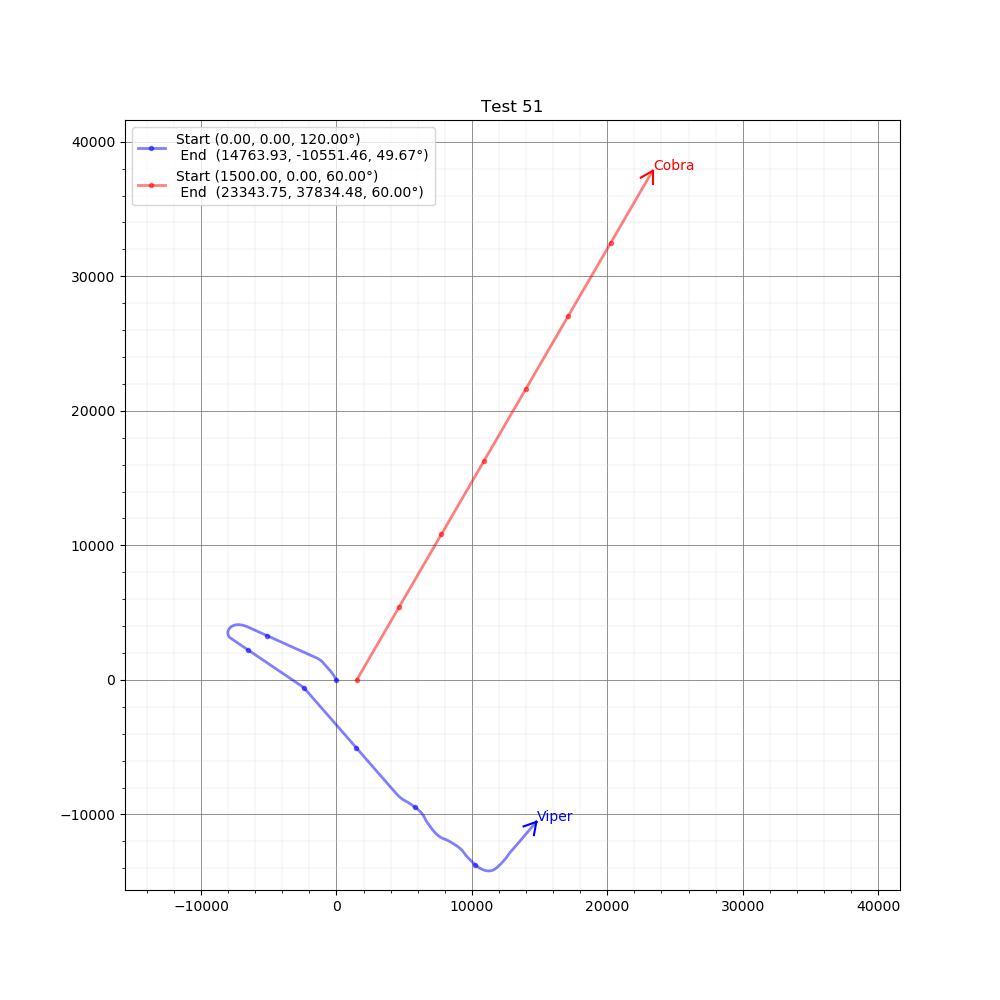 Test 51
Start (0.00, 0.00, 120.00°)
End (14763.93, -10551.46, 49.67°)
Start (1500.00, 0.00, 60.00°)
End (23343.75, 37834.48, 60.00°)
40000
30000
20000
10000
0
−10000
Cobra
Viper
−10000
0
10000
20000
30000
40000